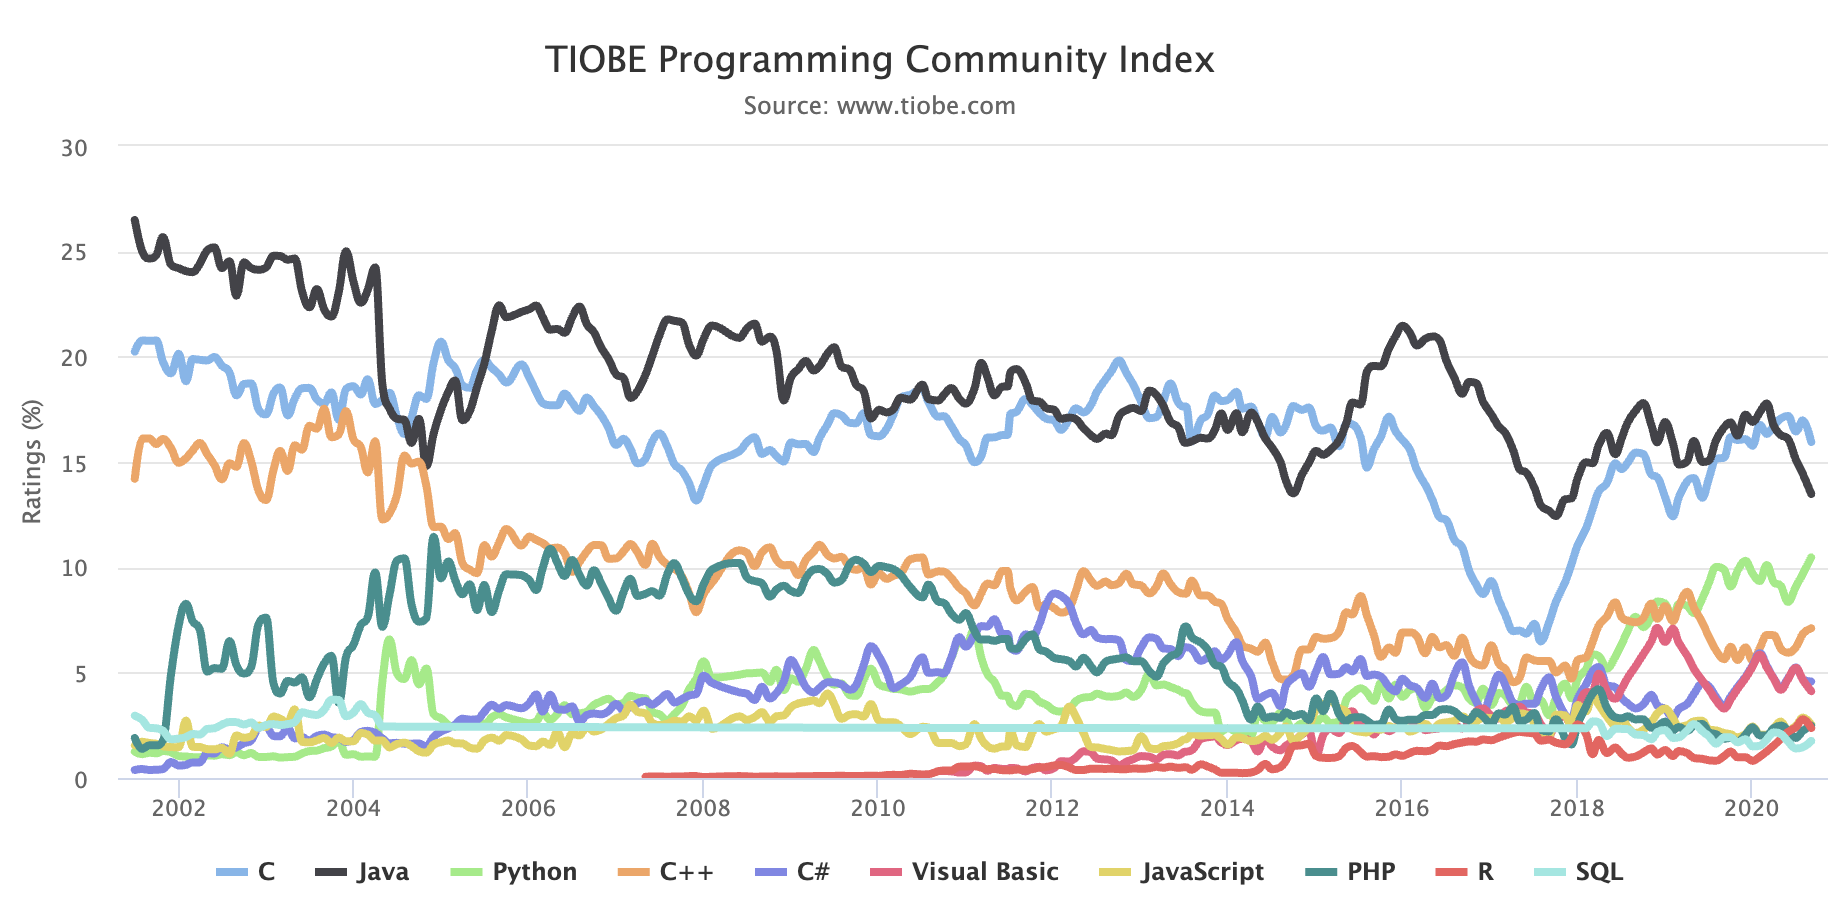 TIOBE Programming Community Index
Source: www.tiobe.com
Ratings (%)
30
25
20
15
10
5
0
2002 2004 2006 2008 2010 2012 2014 2016 2018 2020
C Java Python C++ C# Visual Basic JavaScript PHP R SQL